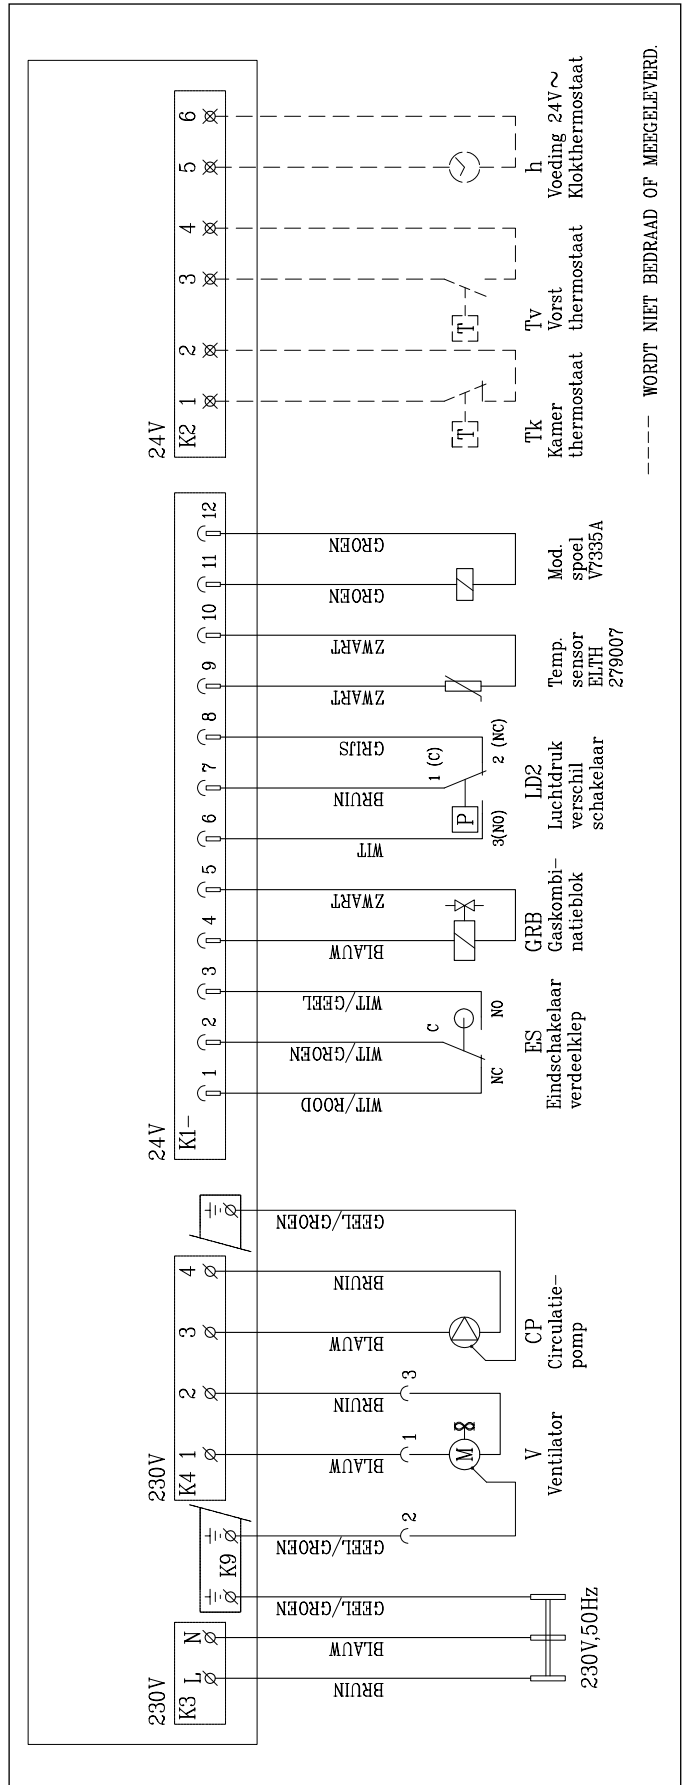 230V
K3
L
N
K9
230V
K4
1
2
3
4
24V
K1-
1
2
3
4
5
6
7
8
9
10
11
12
24V
K2
1
2
3
4
5
6
BRUIN
BLAUW
GEEL/GROEN
GEEL/GROEN
BLAUW
BRUIN
BLAUW
BRUIN
GEEL/GROEN
WIT/ROOD
WIT/GROEN
WIT/GEEL
BLAUW
ZWART
WIT
BRUIN
GRIJS
ZWART
ZWART
GROEN
GROEN
2
1
3
M
C
NC
NO
P
1 (C)
3(NO)
2 (NC)
T
T
230V,50Hz
V
Ventilator
CP
Circulatie-
pomp
ES
Eindschakelaar
verdeelklep
GRB
Gaskombi-
natieblok
LD2
Luchtdruk
verschil
schakelaar
Temp.
sensor
ELTH
279007
Mod.
spoel
V7335A
Tk
Kamer
thermostaat
Tv
Vorst
thermostaat
h
Voeding 24V~
Klokthermostaat
---- WORDT NIET BEDRAAD OF MEEGELEVERD.